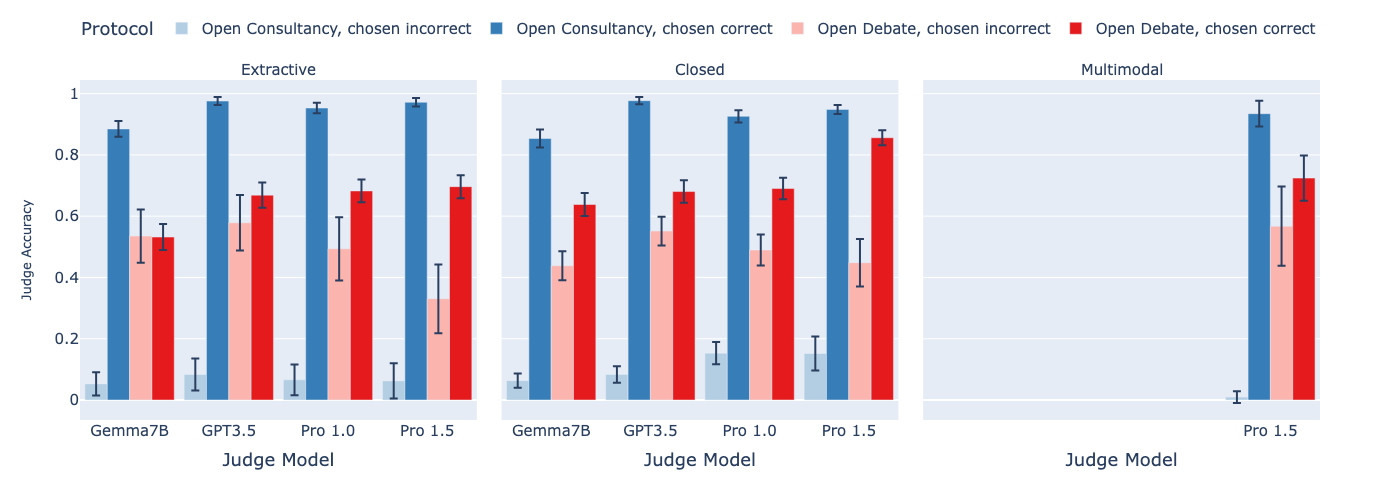 Protocol Open Consultancy, chosen incorrect Open Consultancy, chosen correct Open Debate, chosen incorrect Open Debate, chosen correct
Extractive Closed Multimodal
Judge Accuracy
1
0.8
0.6
0.4
0.2
0
Gemma7B GPT3.5 Pro 1.0 Pro 1.5 Gemma7B GPT3.5 Pro 1.0 Pro 1.5 Pro 1.5
Judge Model Judge Model Judge Model